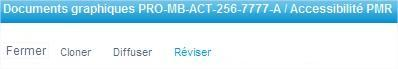 Documents graphiques PRO-MB-ACT-256-7777-A / Accessibilité PMR
Fermer Cloner Diffuser Réviser